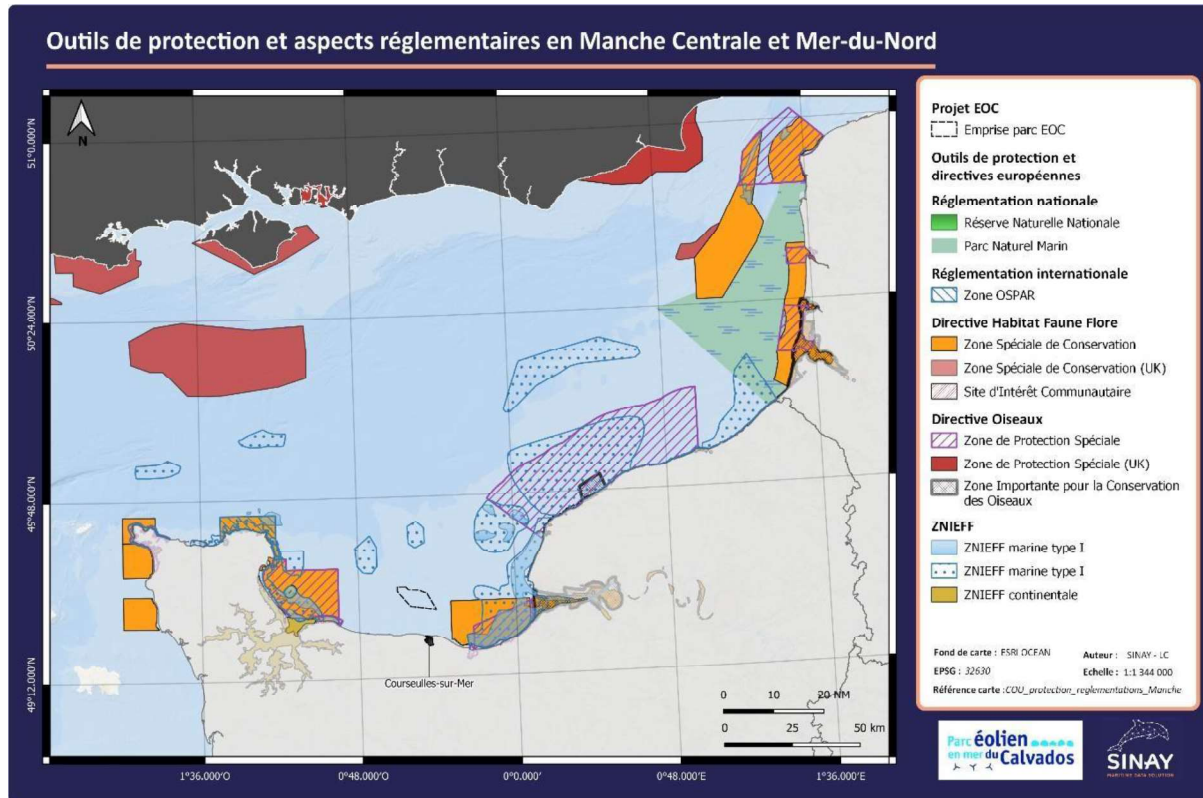 Outils de protection et aspects réglementaires en Manche Centrale et Mer-du-Nord
N
51°0.000'N
50°24.000'N
49°48.000'N
49°12.000'N
1°36.000'O
0°48.000'O
0°0.000'
0°48.000'E
1°36.000'E
Courseulles-sur-Mer
0 10 20 NM
0 25 50 km
Projet EOC
Emprise parc EOC
Outils de protection et
directives européennes
Réglementation nationale
Réserve Naturelle Nationale
Parc Naturel Marin
Réglementation internationale
Zone OSPAR
Directive Habitat Faune Flore
Zone Spéciale de Conservation
Zone Spéciale de Conservation (UK)
Site d'Intérêt Communautaire
Directive Oiseaux
Zone de Protection Spéciale
Zone de Protection Spéciale (UK)
Zone Importante pour la Conservation
des Oiseaux
ZNIEFF
ZNIEFF marine type I
ZNIEFF marine type I
ZNIEFF continentale
Fond de carte : ESRI OCEAN
Auteur : SINAY - LC
EPSG : 32630
Echelle : 1:1 344 000
Référence carte :COU_protection_reglementations_Manche
Parc éolien
en mer du Calvados
SINAY
MARITIME DATA SOLUTION